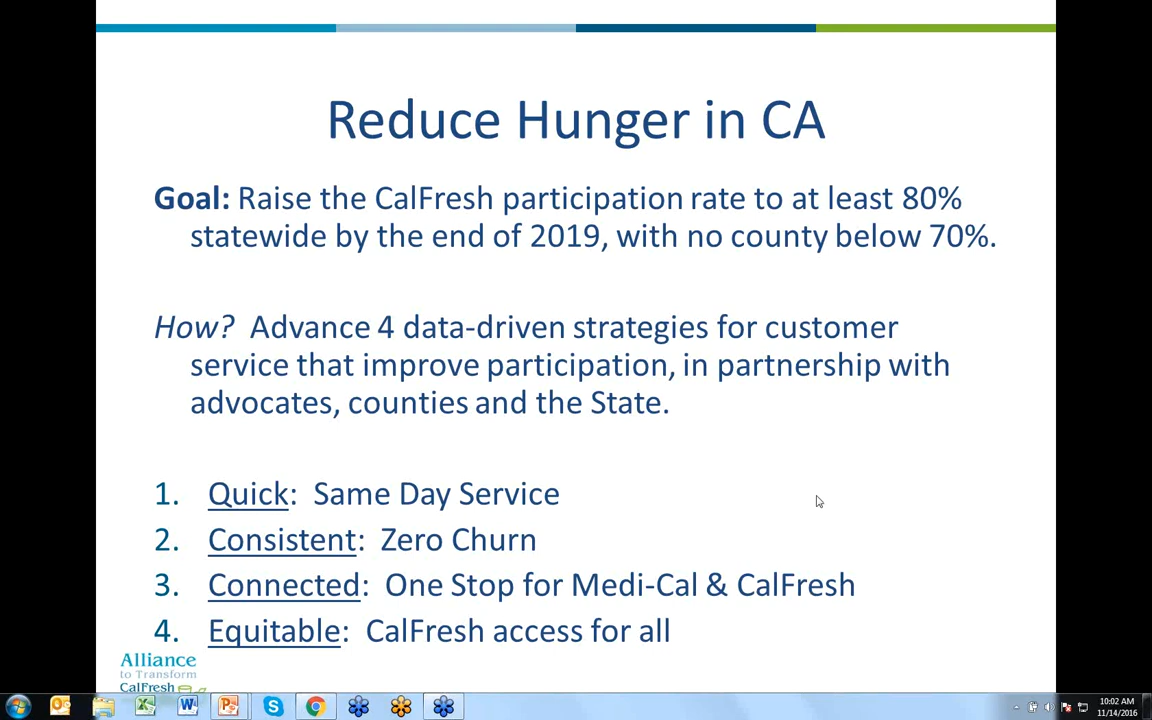 Reduce Hunger in CA
Goal: Raise the CalFresh participation rate to at least 80%
statewide by the end of 2019, with no county below 70%.
How? Advance 4 data-driven strategies for customer
service that improve participation, in partnership with
advocates, counties and the State.
1. Quick: Same Day Service
2. Consistent: Zero Churn
3. Connected: One Stop for Medi-Cal & CalFresh
4. Equitable: CalFresh access for all
Alliance
to Transform
CalFresh
10:02 AM
11/14/2016